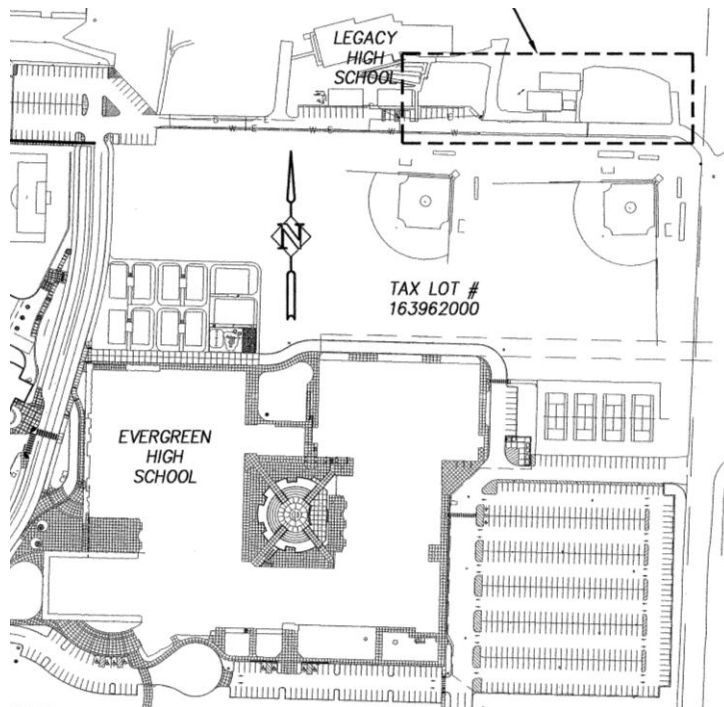 LEGACY
HIGH
SCHOOL
W E W E W W
N
TAX LOT #
163962000
EVERGREEN
HIGH
SCHOOL